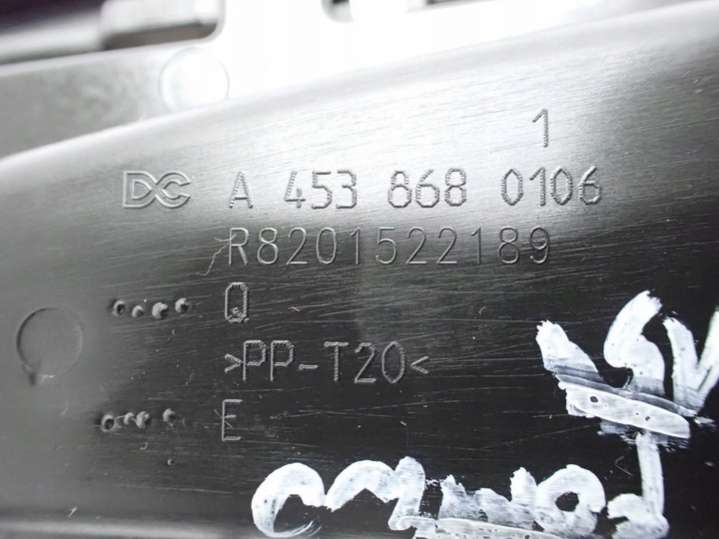 1
DC A 453 868 0106
R8201522189
Q
>PP-T20<
E